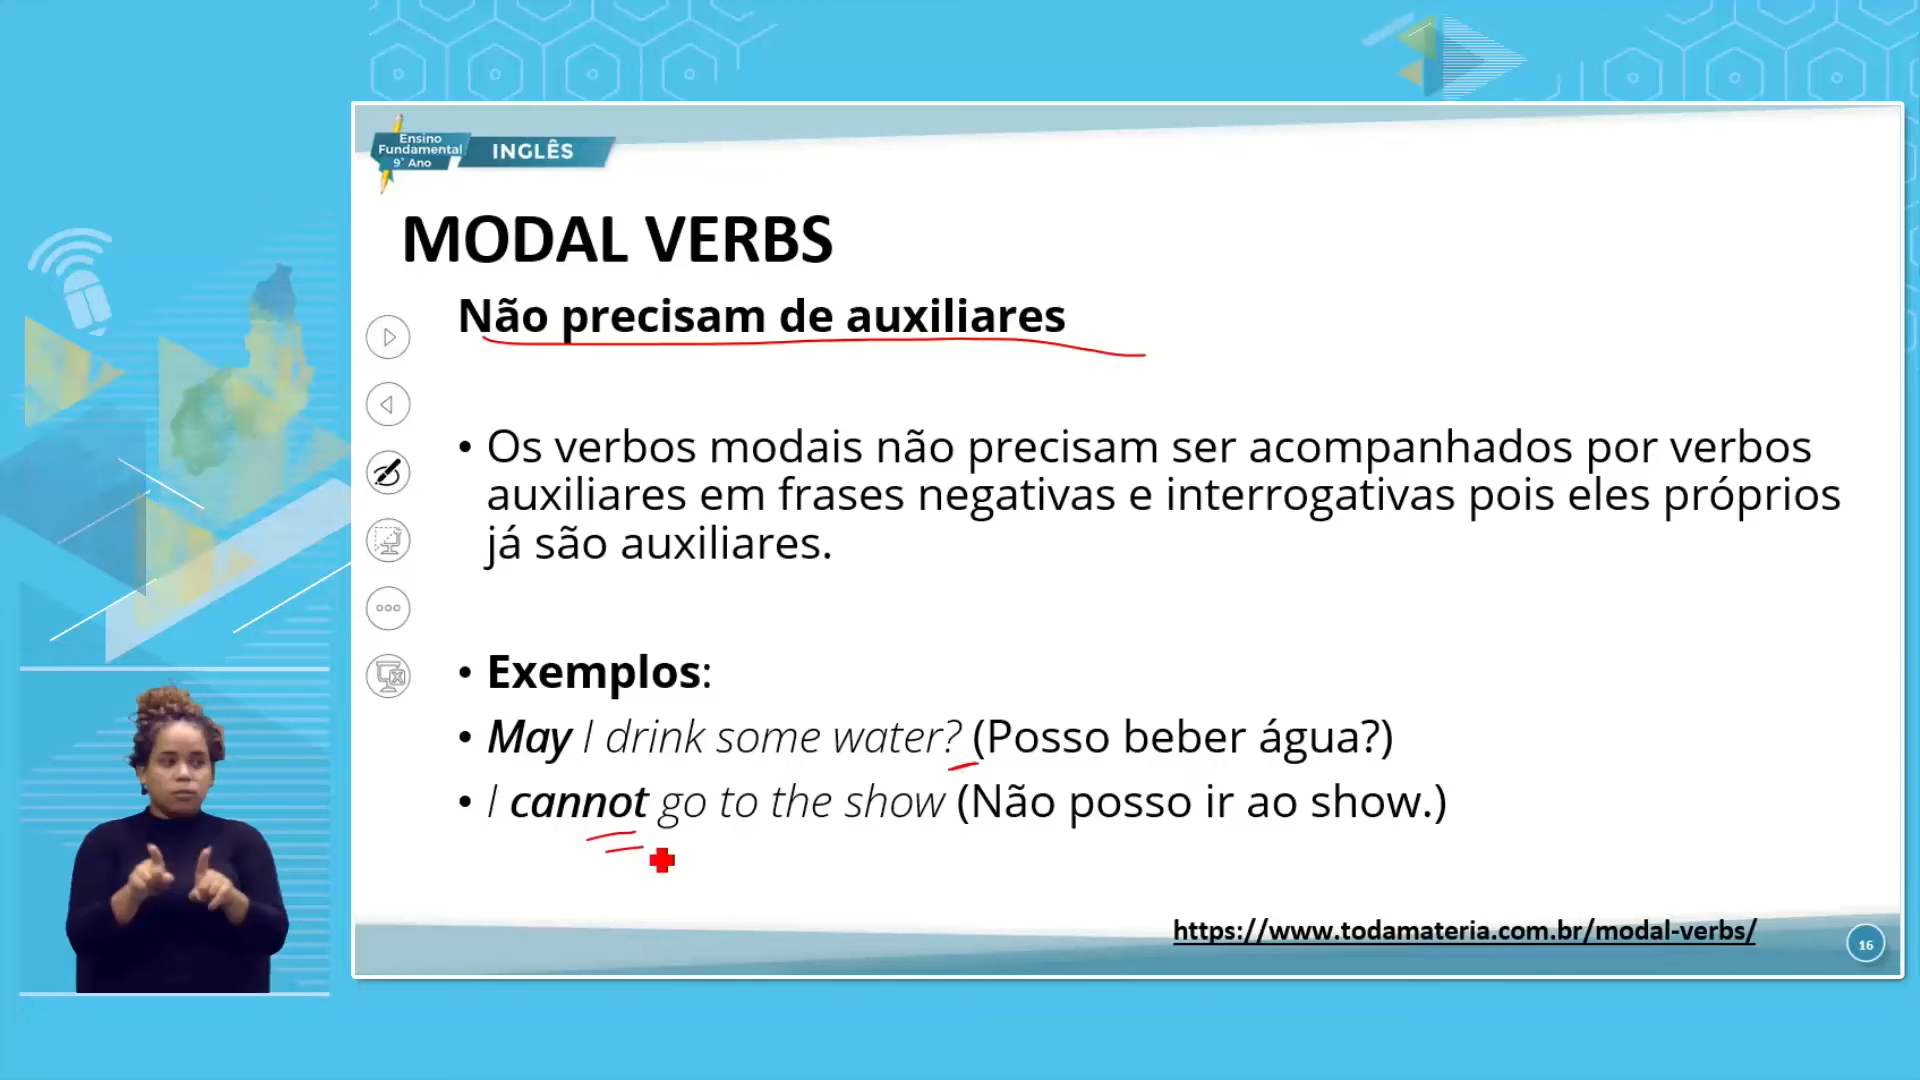 Ensino
Fundamental
9° Ano
INGLÊS
MODAL VERBS
Não precisam de auxiliares
• Os verbos modais não precisam ser acompanhados por verbos
auxiliares em frases negativas e interrogativas pois eles próprios
já são auxiliares.
• Exemplos:
• May I drink some water? (Posso beber água?)
• I cannot go to the show (Não posso ir ao show.)
https://www.todamateria.com.br/modal-verbs/
16